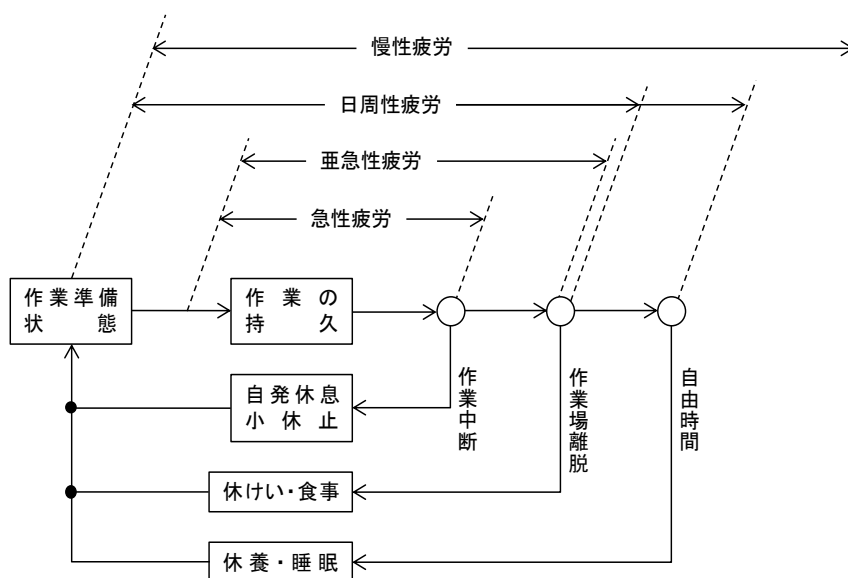 慢性疲労
日周性疲労
亜急性疲労
急性疲労
作業準備
状態
作業の
持久
自発休息
小休止
作業中断
作業場離脱
自由時間
休けい・食事
休養・睡眠